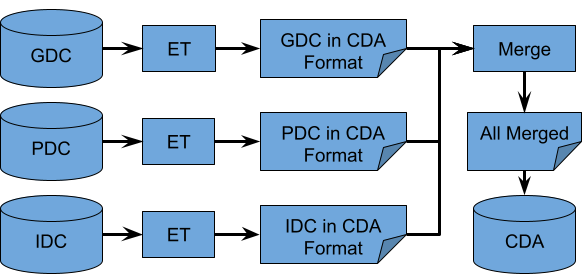 GDC
ET
GDC in CDA
Format
Merge
PDC
ET
PDC in CDA
Format
All Merged
IDC
ET
IDC in CDA
Format
CDA